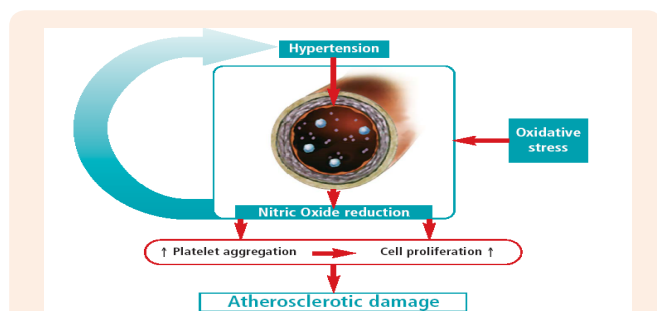 Hypertension
Oxidative
stress
Nitric Oxide reduction
↑ Platelet aggregation
Cell proliferation ↑
Atherosclerotic damage